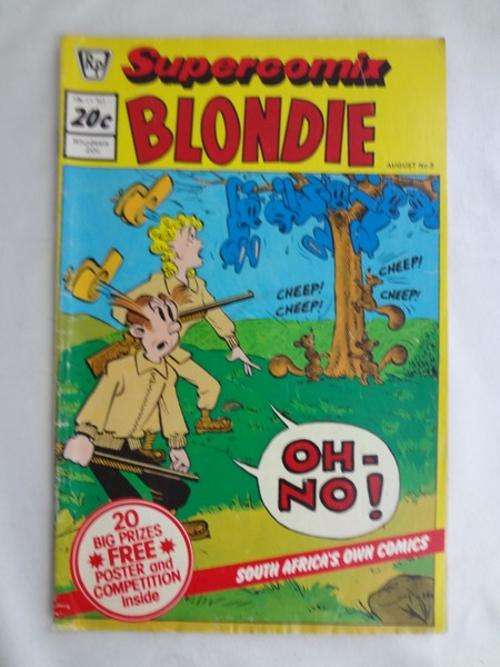 RPP
Supercomix
20c
BLONDIE
AUGUST No.8
CHEEP!
CHEEP!
CHEEP!
CHEEP!
OH-
NO!
20
BIG PRIZES
FREE
POSTER and
COMPETITION
inside
SOUTH AFRICA'S OWN COMICS